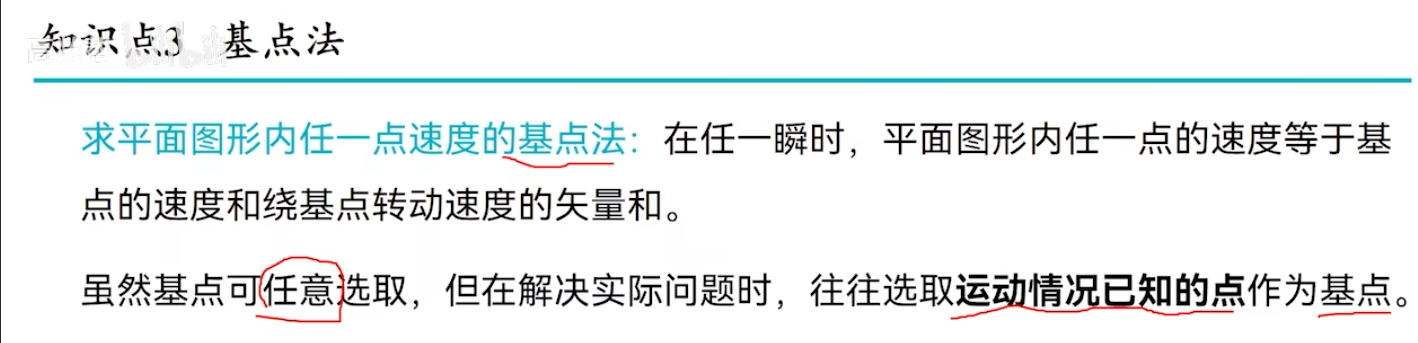 知识点3 基点法
求平面图形内任一点速度的基点法：在任一瞬时，平面图形内任一点的速度等于基
点的速度和绕基点转动速度的矢量和。
虽然基点可任意选取，但在解决实际问题时，往往选取运动情况已知的点作为基点。